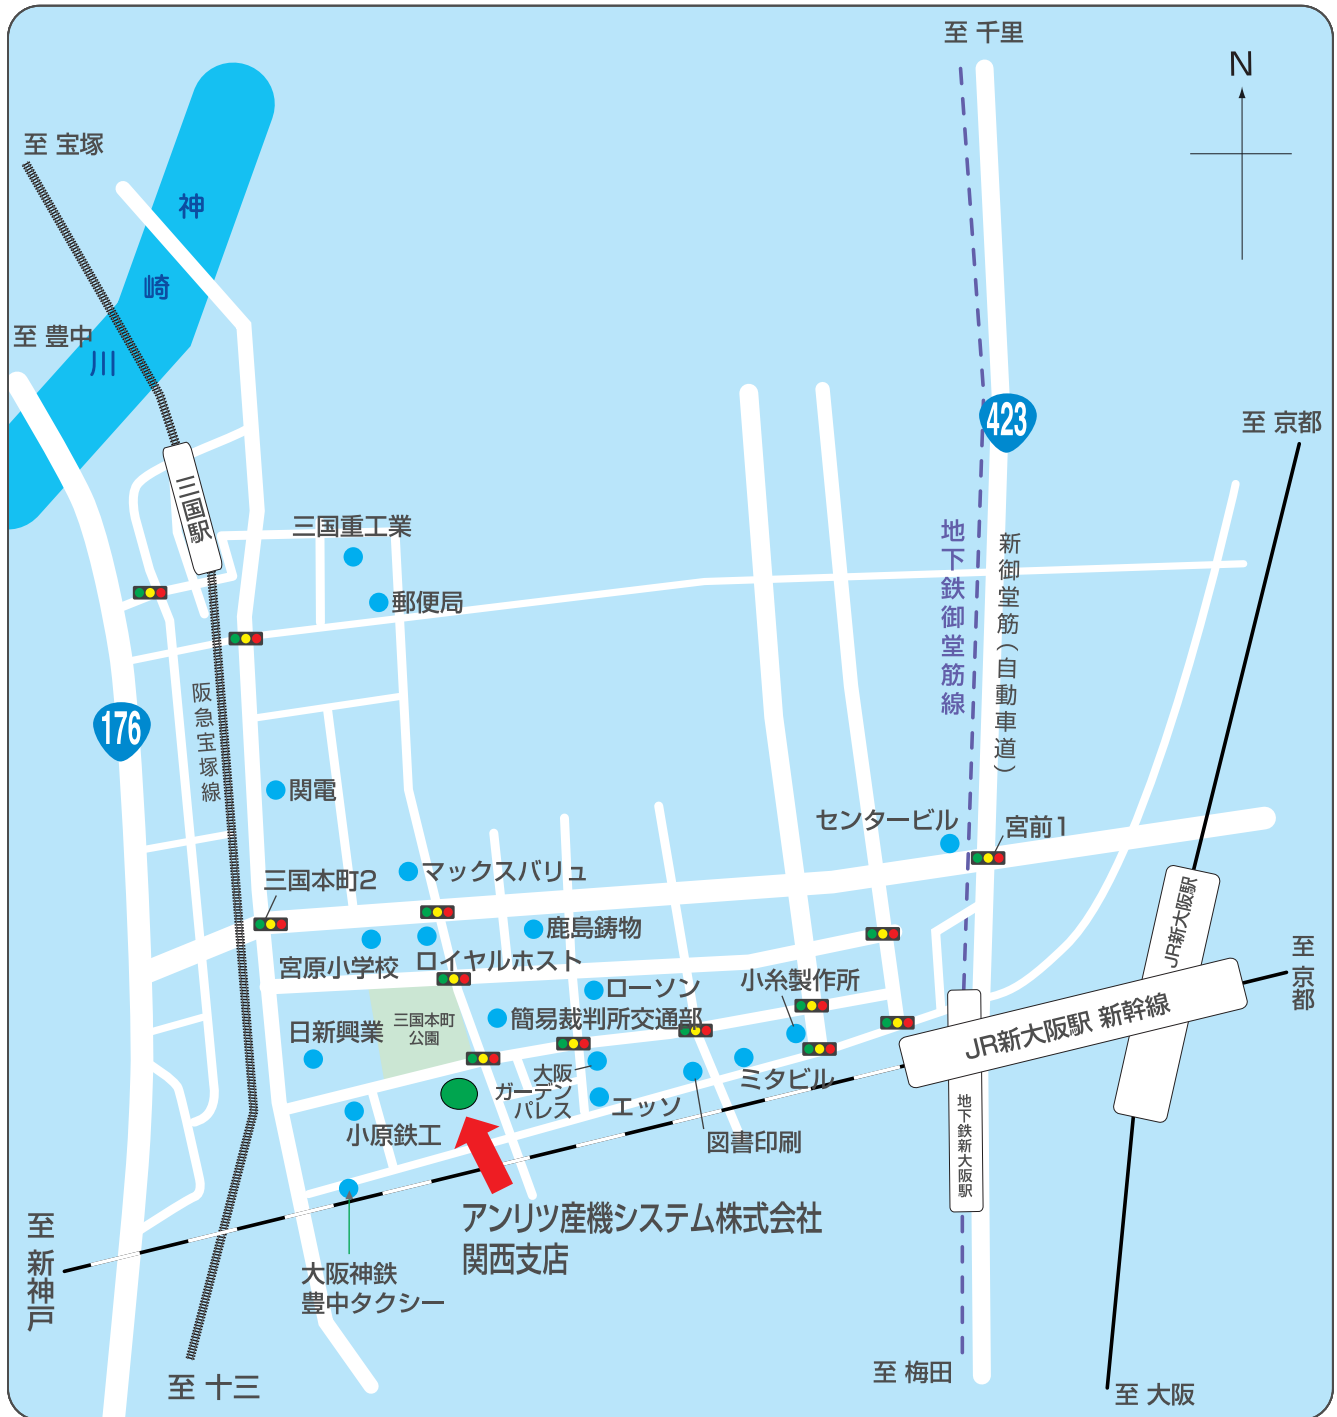 至 千里
N
至 宝塚
神崎川
至 豊中
423
至 京都
三国駅
三国重工業
地下鉄御堂筋線
新御堂筋(自動車道)
郵便局
阪急宝塚線
176
関電
センタービル
宮前1
マックスバリュ
三国本町2
JR新大阪駅
鹿島鋳物
至 京都
宮原小学校
ロイヤルホスト
小糸製作所
ローソン
JR新大阪駅 新幹線
三国本町
公園
簡易裁判所交通部
日新興業
大阪
ガーデン
パレス
ミタビル
エッソ
地下鉄新大阪駅
小原鉄工
図書印刷
アンリツ産機システム株式会社
関西支店
至 新神戸
大阪神鉄
豊中タクシー
至 十三
至 梅田
至 大阪